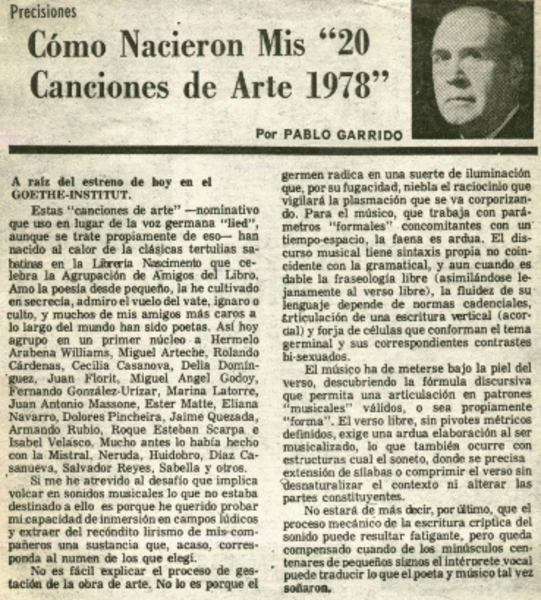 Precisiones
Cómo Nacieron Mis "20
Canciones de Arte 1978"
Por PABLO GARRIDO
A raíz del estreno de hoy en el
GOETHE-INSTITUT.
Estas "canciones de arte" —nominativo
que uso en lugar de la voz germana "lied",
aunque se trate propiamente de eso— han
nacido al calor de la clásicas tertulias sa-
batinas en la Librería Nascimento que ce-
lebra la Agrupación de Amigos del Libro.
Amo la poesía desde pequeño, la he cultivado
en secrecía, admiro el vuelo del vate, ignaro o
culto, y muchos de mis amigos más caros a
lo largo del mundo han sido poetas. Así hoy
agrupo en un primer núcleo a Hermelo
Arabena Williams, Miguel Arteche, Rolando
Cárdenas, Cecilia Casanova, Delia Domín-
guez, Juan Florit, Miguel Angel Godoy,
Fernando González-Urízar, Marina Latorre,
Juan Antonio Massone, Ester Matte, Eliana
Navarro, Dolores Pincheira, Jaime Quezada,
Armando Rubio, Roque Esteban Scarpa e
Isabel Velasco. Mucho antes lo había hecho
con la Mistral, Neruda, Huidobro, Díaz Ca-
sanueva, Salvador Reyes, Sabella y otros.
Si me he atrevido al desafío que implica
volcar en sonidos musicales lo que no estaba
destinado a ello es porque he querido probar
mi capacidad de inmersión en campos lúdicos
y extraer del recóndito lirismo de mis com-
pañeros una sustancia que, acaso, corres-
ponda al numen de los que elegí.
No es fácil explicar el proceso de ges-
tación de la obra de arte. No lo es porque el
germen radica en una suerte de iluminación
que, por su fugacidad, niebla el raciocinio que
vigilará la plasmación que se va corporizan-
do. Para el músico, que trabaja con pará-
metros "formales" concomitantes con un
tiempo-espacio, la faena es ardua. El dis-
curso musical tiene sintaxis propia no coin-
cidente con la gramatical, y aun cuando es
dable la fraseología libre (asimilándose le-
janamente al verso libre), la fluidez de su
lenguaje depende de normas cadenciales,
articulación de una escritura vertical (acor-
dal) y forja de células que conforman el tema
germinal y sus correspondientes contrastes
bi-sexuados.
El músico ha de meterse bajo la piel del
verso, descubriendo la fórmula discursiva
que permita una articulación en patrones
"musicales" válidos, o sea propiamente
"forma". El verso libre, sin pivotes métricos
definidos, exige una ardua elaboración al ser
musicalizado, lo que también ocurre con
estructuras cual el soneto, donde se precisa
extensión de sílabas o comprimir el verso sin
desnaturalizar el contexto ni alterar las
partes constituyentes.
No estará de más decir, por último, que el
proceso mecánico de la escritura críptica del
sonido puede resultar fatigante, pero queda
compensado cuando de los minúsculos cen-
tenares de pequeños signos el intérprete vocal
puede traducir lo que el poeta y músico tal vez
soñaron.